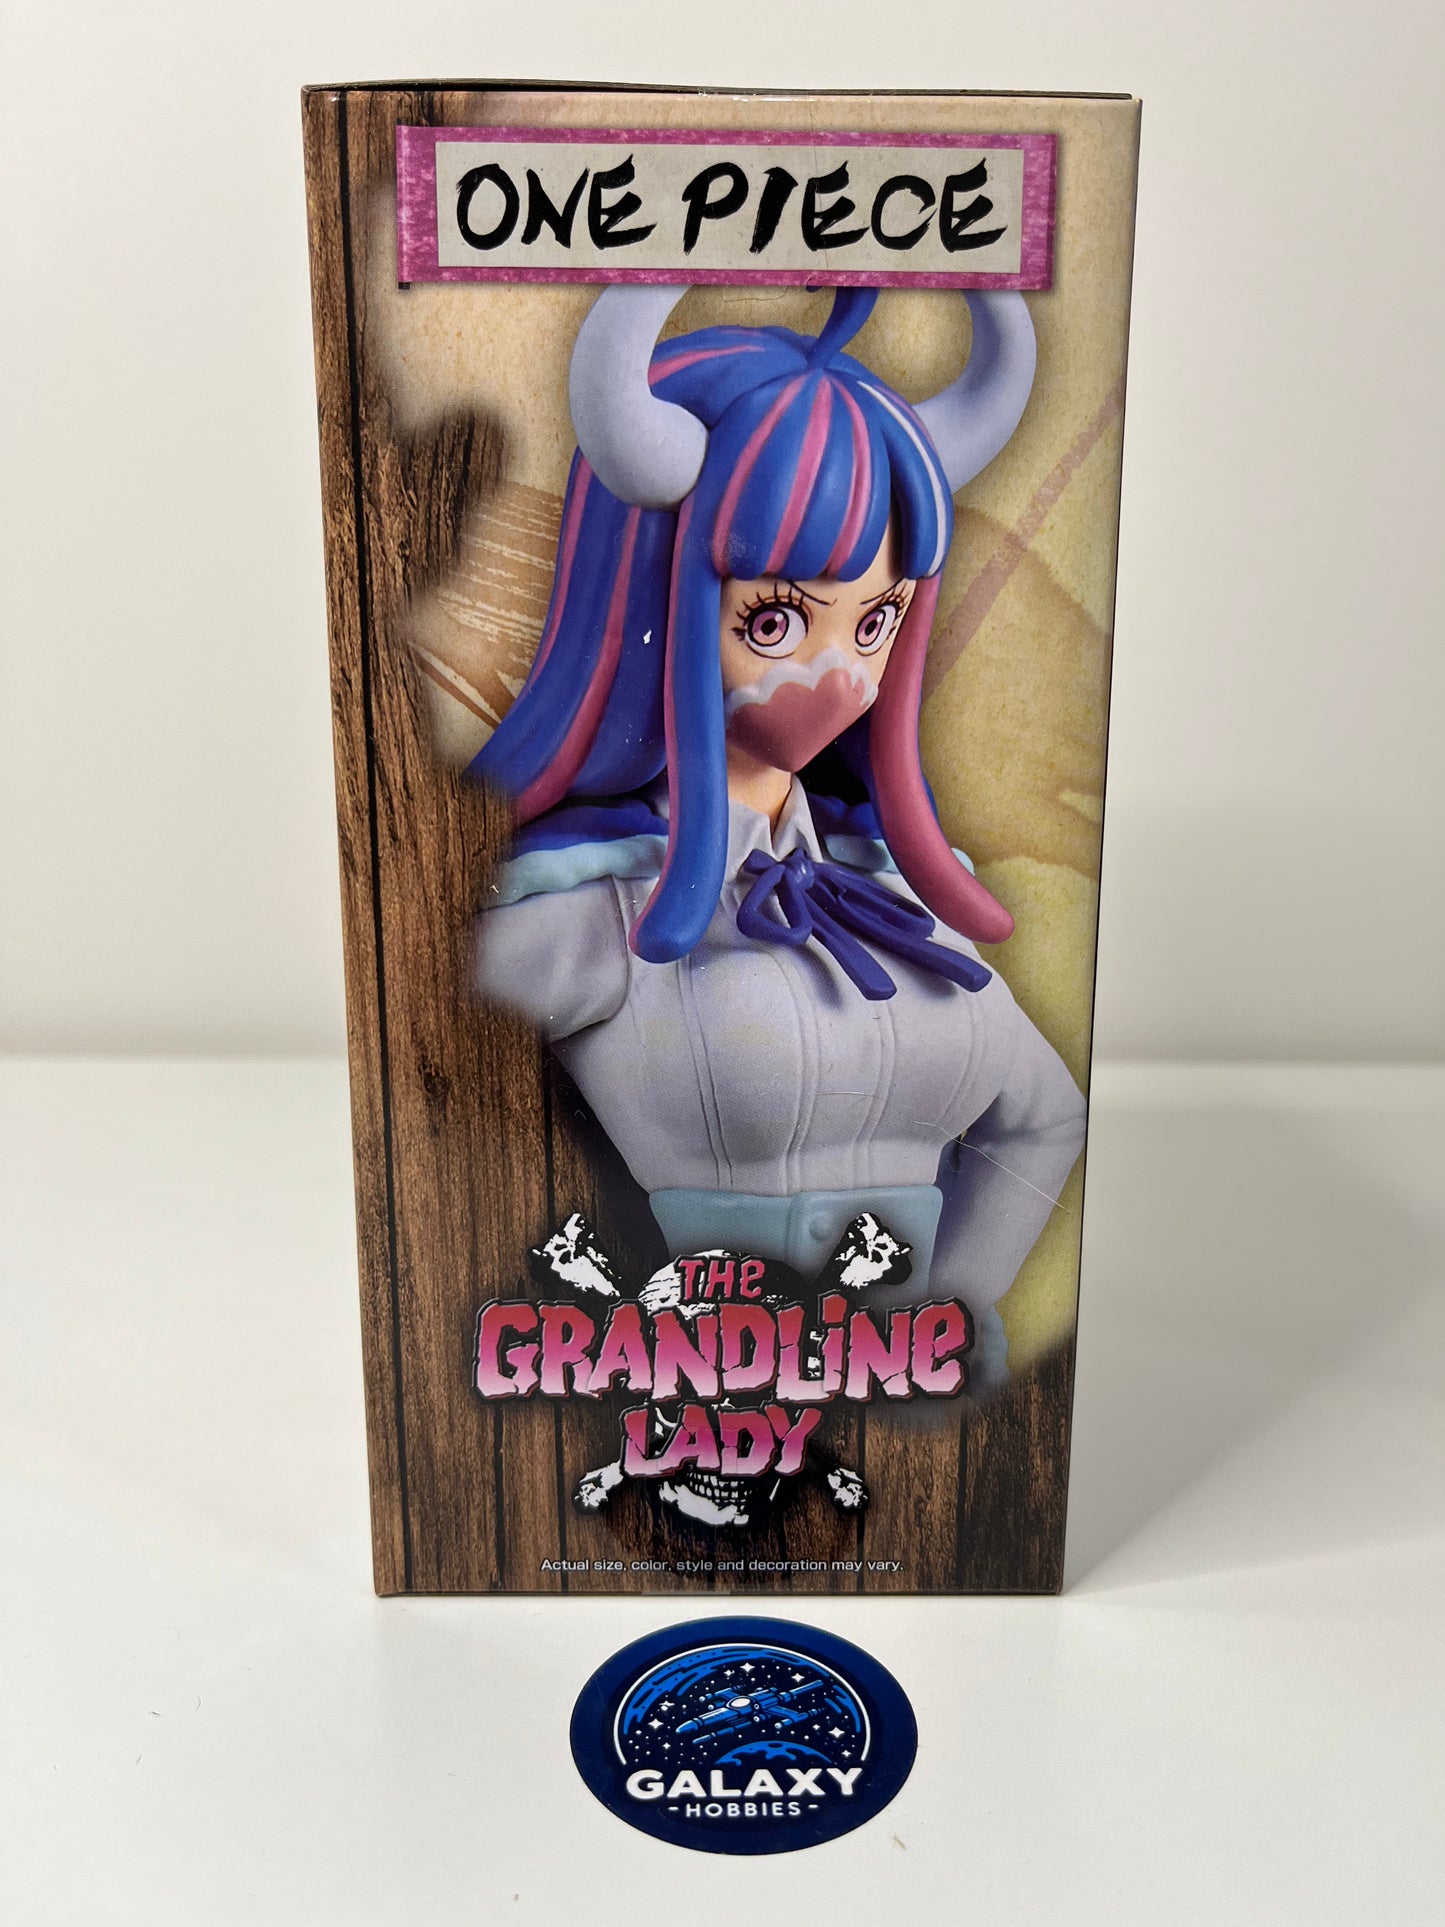 ONE PIECE
THE
GRANDLINE
LADY
Actual size, color, style and decoration may vary.
GALAXY
-HOBBIES-